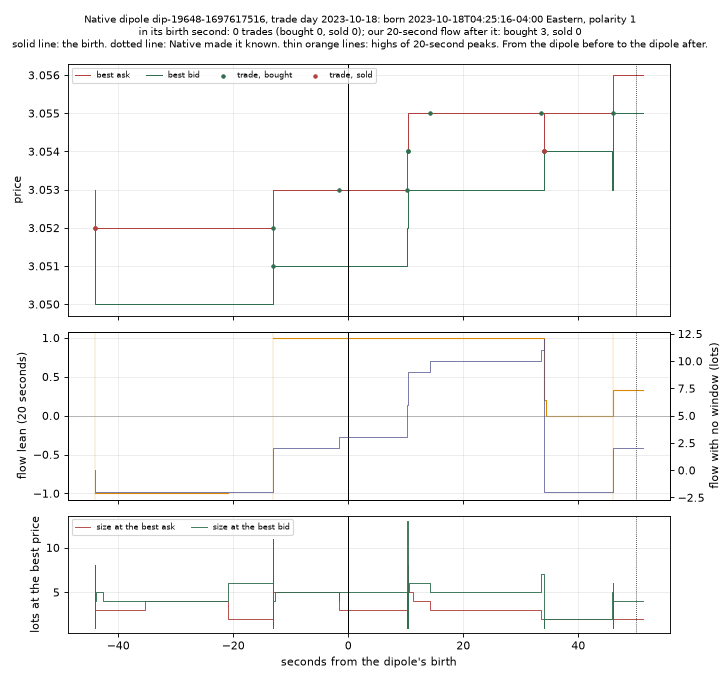 Native dipole dip-19648-1697617516, trade day 2023-10-18: born 2023-10-18T04:25:16-04:00 Eastern, polarity 1
in its birth second: 0 trades (bought 0, sold 0); our 20-second flow after it: bought 3, sold 0
solid line: the birth. dotted line: Native made it known. thin orange lines: highs of 20-second peaks. From the dipole before to the dipole after.
best ask
best bid
trade, bought
trade, sold
3.056
3.055
3.054
3.053
3.052
3.051
3.050
price
1.0
0.5
0.0
−0.5
−1.0
flow lean (20 seconds)
12.5
10.0
7.5
5.0
2.5
0.0
−2.5
flow with no window (lots)
size at the best ask
size at the best bid
10
5
lots at the best price
−40
−20
0
20
40
seconds from the dipole's birth